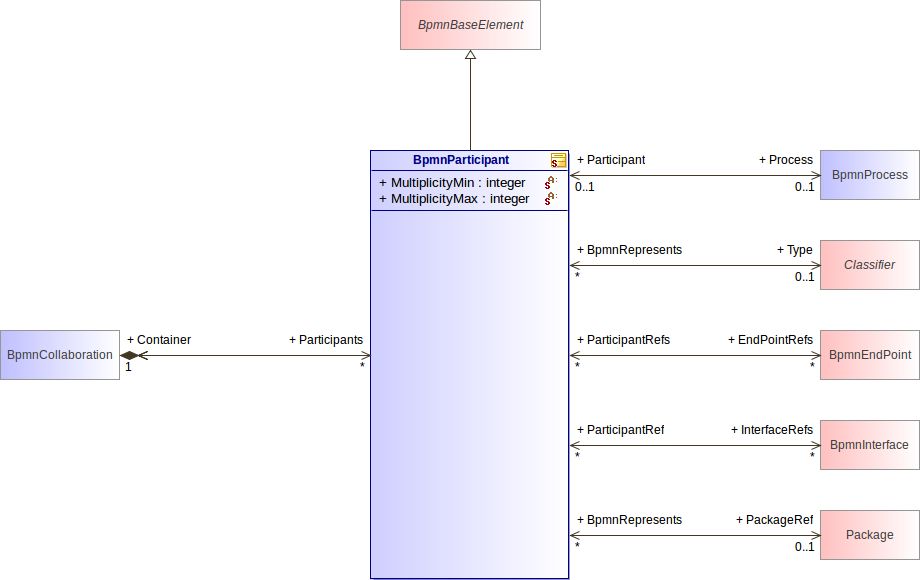 BpmnBaseElement
BpmnParticipant
+ MultiplicityMin : integer
+ MultiplicityMax : integer
+ Participant
+ Process
0..1
0..1
BpmnProcess
+ BpmnRepresents
+ Type
*
0..1
Classifier
BpmnCollaboration
+ Container
+ Participants
1
*
+ ParticipantRefs
+ EndPointRefs
*
*
BpmnEndPoint
+ ParticipantRef
+ InterfaceRefs
*
*
BpmnInterface
+ BpmnRepresents
+ PackageRef
*
0..1
Package